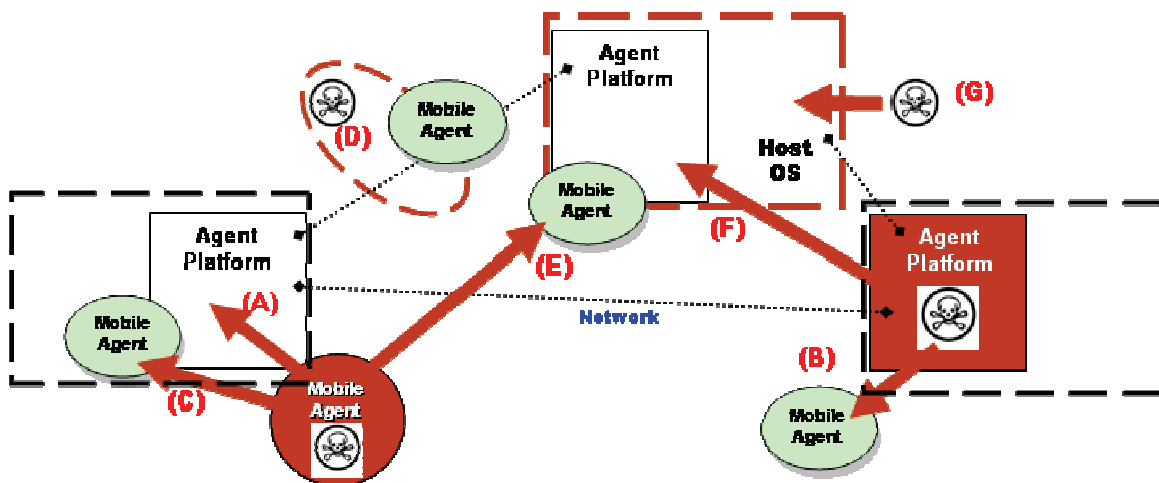 Agent
Platform
(G)
Mobile
Agent
(D)
Host
OS
Mobile
Agent
(F)
Agent
Platform
Agent
Platform
(E)
(A)
Network
Mobile
Agent
(B)
(C)
Mobile
Agent
Mobile
Agent